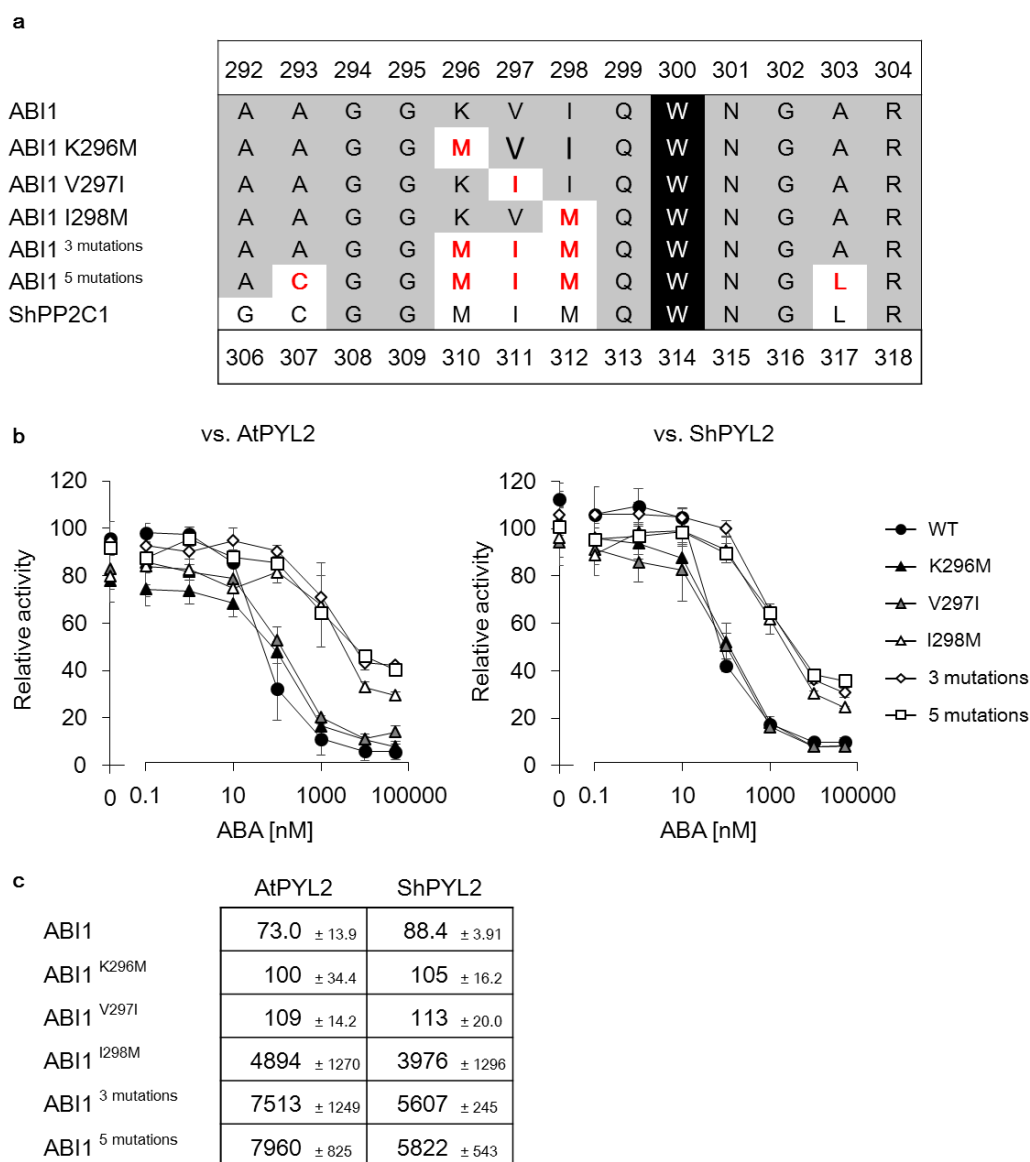 a
292 293 294 295 296 297 298 299 300 301 302 303 304
ABI1 A A G G K V I Q W N G A R
ABI1 K296M A A G G M V I Q W N G A R
ABI1 V297I A A G G K I I Q W N G A R
ABI1 I298M A A G G K V M Q W N G A R
ABI1 3 mutations A A G G M I M Q W N G A R
ABI1 5 mutations A C G G M I M Q W N G L R
ShPP2C1 G C G G M I M Q W N G L R
306 307 308 309 310 311 312 313 314 315 316 317 318
b
vs. AtPYL2
120
100
80
60
40
20
0
Relative activity
0 0.1 10 1000 100000
ABA [nM]
vs. ShPYL2
120
100
80
60
40
20
0
Relative activity
0 0.1 10 1000 100000
ABA [nM]
WT
K296M
V297I
I298M
3 mutations
5 mutations
c
AtPYL2 ShPYL2
ABI1 73.0 ± 13.9 88.4 ± 3.91
ABI1 K296M 100 ± 34.4 105 ± 16.2
ABI1 V297I 109 ± 14.2 113 ± 20.0
ABI1 I298M 4894 ± 1270 3976 ± 1296
ABI1 3 mutations 7513 ± 1249 5607 ± 245
ABI1 5 mutations 7960 ± 825 5822 ± 543